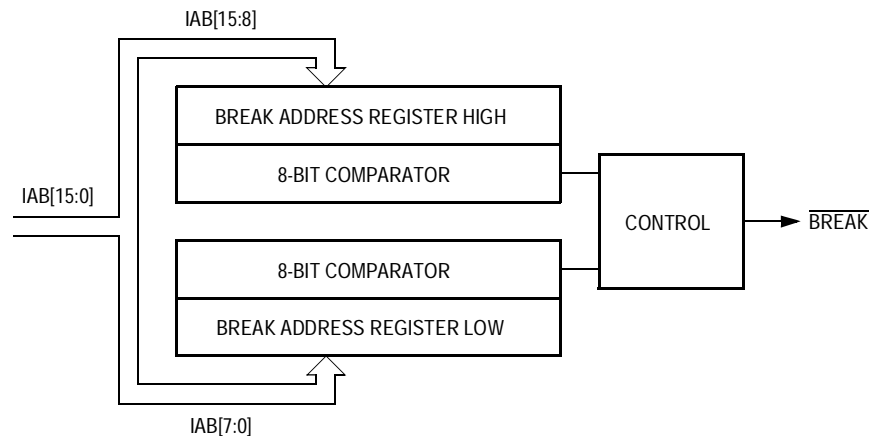 IAB[15:8]
BREAK ADDRESS REGISTER HIGH
8-BIT COMPARATOR
IAB[15:0]
CONTROL
BREAK
8-BIT COMPARATOR
BREAK ADDRESS REGISTER LOW
IAB[7:0]